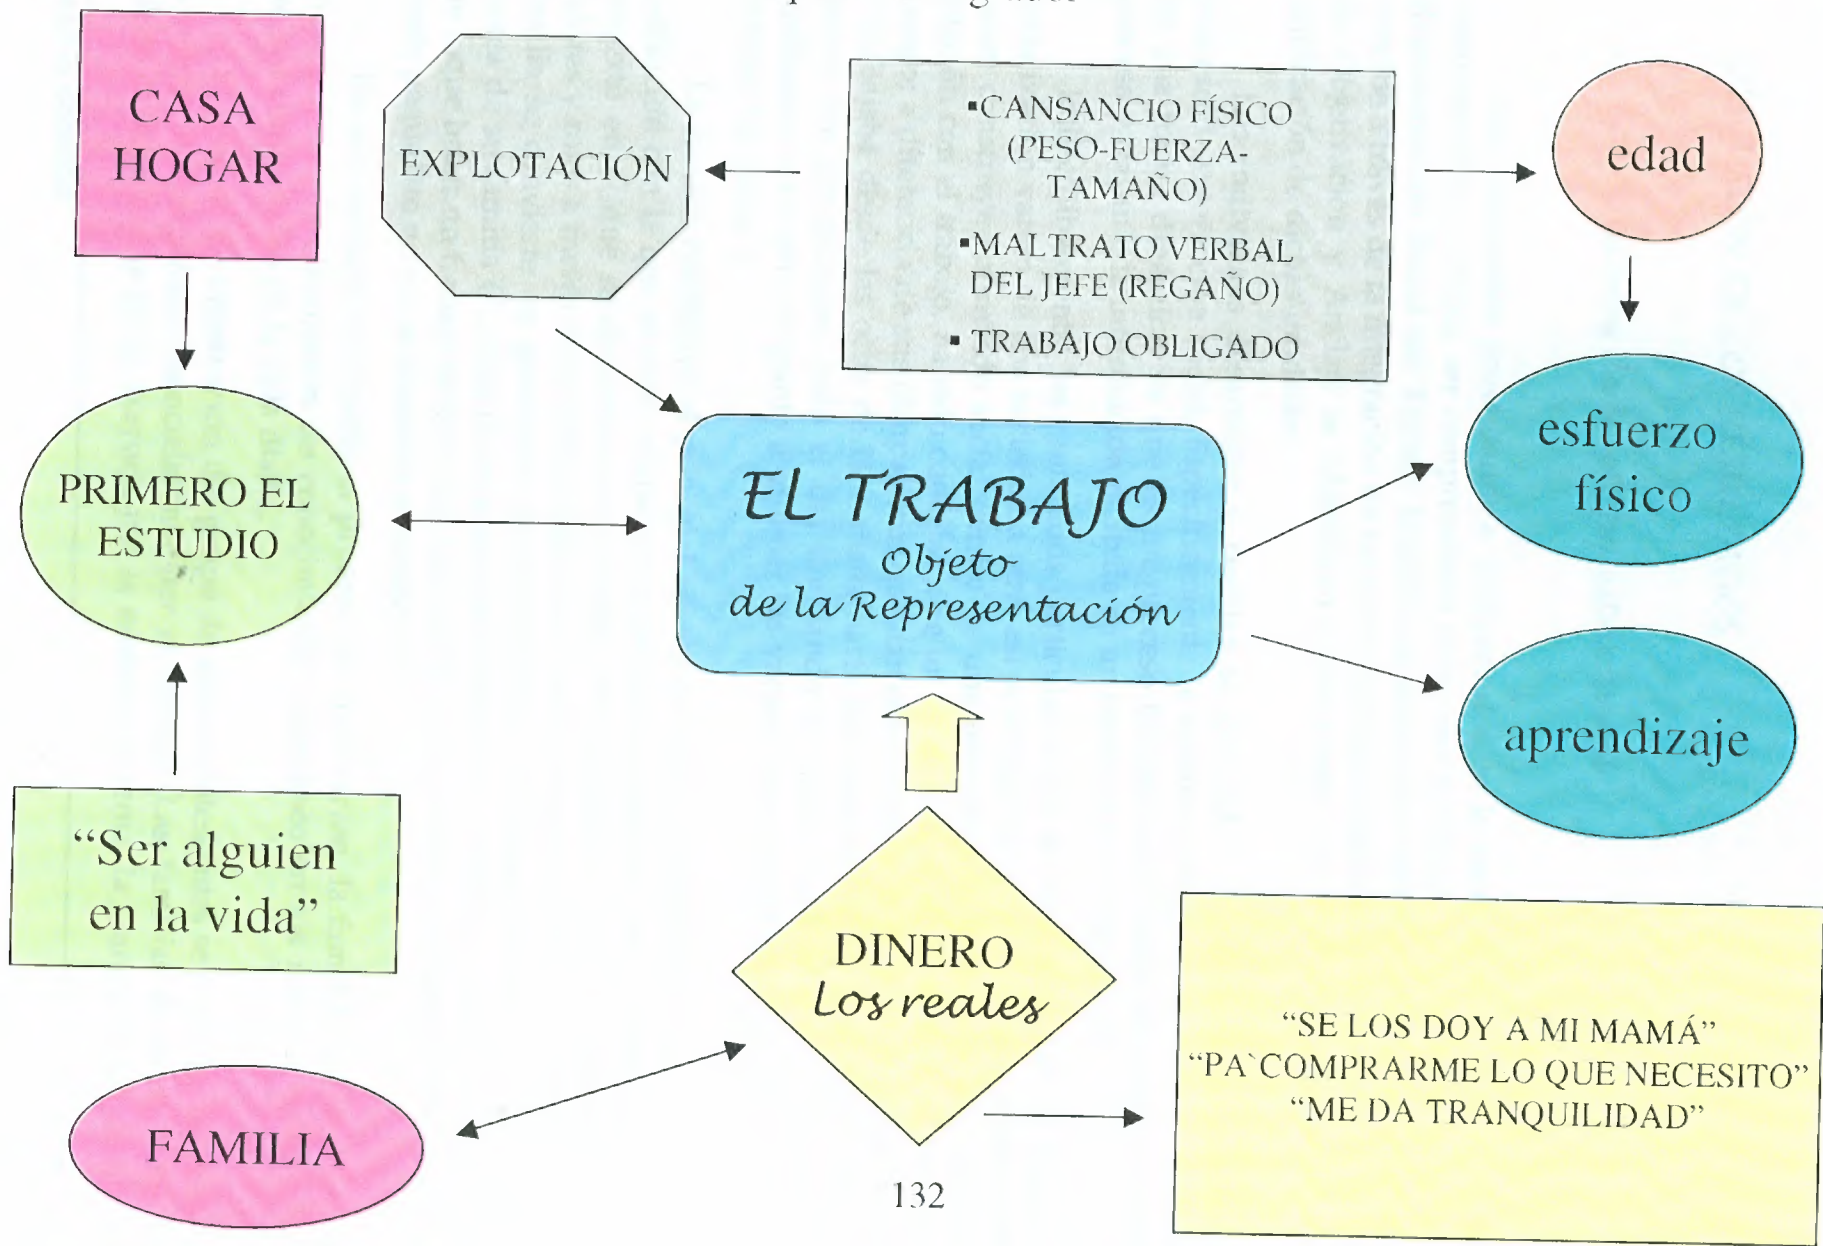 CASA
HOGAR
EXPLOTACIÓN
▪CANSANCIO FÍSICO
(PESO-FUERZA-
TAMAÑO)
▪MALTRATO VERBAL
DEL JEFE (REGAÑO)
▪ TRABAJO OBLIGADO
edad
PRIMERO EL
ESTUDIO
EL TRABAJO
Objeto
de la Representación
esfuerzo
físico
aprendizaje
“Ser alguien
en la vida”
DINERO
Los reales
“SE LOS DOY A MI MAMÁ”
“PA`COMPRARME LO QUE NECESITO”
“ME DA TRANQUILIDAD”
FAMILIA
132